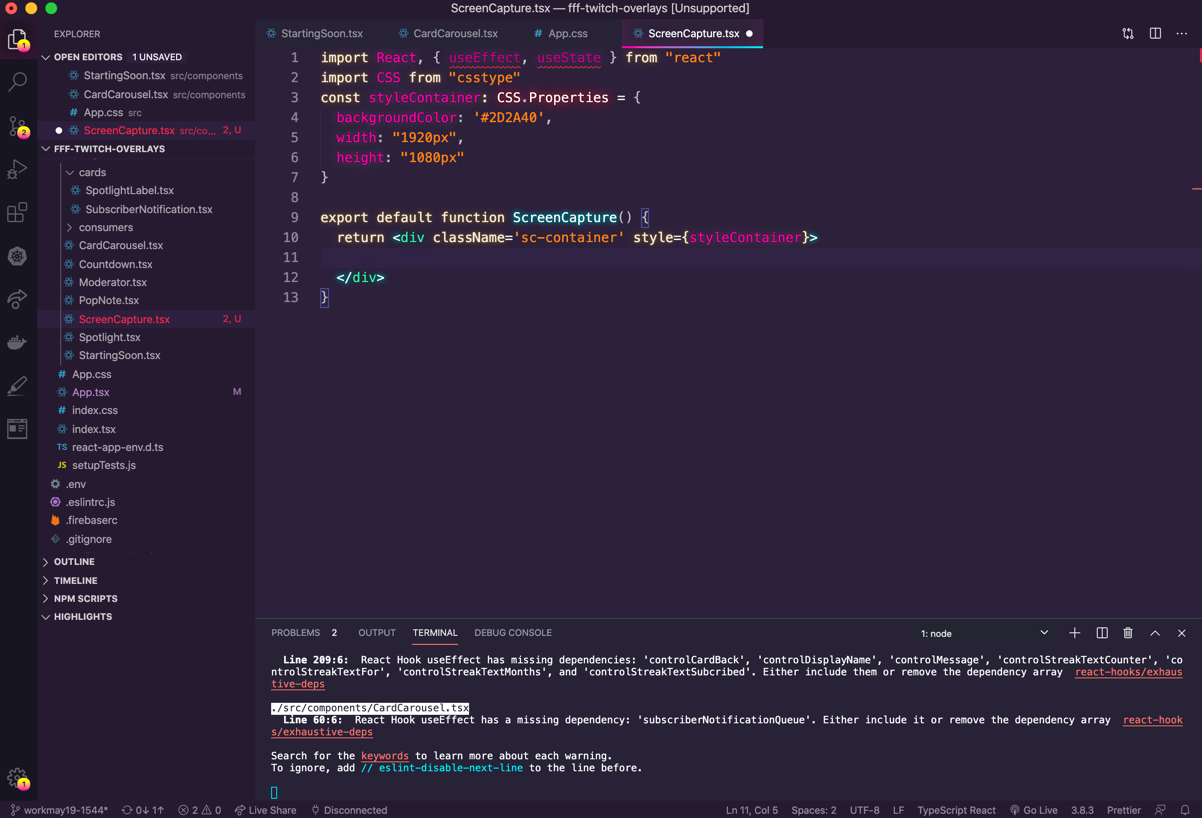 ScreenCapture.tsx — fff-twitch-overlays [Unsupported]
EXPLORER
OPEN EDITORS 1 UNSAVED
StartingSoon.tsx src/components
CardCarousel.tsx src/components
App.css src
ScreenCapture.tsx src/co... 2, U
FFF-TWITCH-OVERLAYS
cards
SpotlightLabel.tsx
SubscriberNotification.tsx
consumers
CardCarousel.tsx
Countdown.tsx
Moderator.tsx
PopNote.tsx
ScreenCapture.tsx 2, U
Spotlight.tsx
StartingSoon.tsx
# App.css
App.tsx M
# index.css
index.tsx
TS react-app-env.d.ts
JS setupTests.js
.env
.eslintrc.js
.firebaserc
.gitignore
OUTLINE
TIMELINE
NPM SCRIPTS
HIGHLIGHTS
1
2
1
StartingSoon.tsx CardCarousel.tsx # App.css ScreenCapture.tsx
1 import React, { useEffect, useState } from "react"
2 import CSS from "csstype"
3 const styleContainer: CSS.Properties = {
4 backgroundColor: '#2D2A40',
5 width: "1920px",
6 height: "1080px"
7 }
8
9 export default function ScreenCapture() {
10 return <div className='sc-container' style={styleContainer}>
11
12 </div>
13 }
PROBLEMS 2 OUTPUT TERMINAL DEBUG CONSOLE 1: node
Line 209:6: React Hook useEffect has missing dependencies: 'controlCardBack', 'controlDisplayName', 'controlMessage', 'controlStreakTextCounter', 'co
ntrolStreakTextFor', 'controlStreakTextMonths', and 'controlStreakTextSubcribed'. Either include them or remove the dependency array react-hooks/exhaus
tive-deps
./src/components/CardCarousel.tsx
Line 60:6: React Hook useEffect has a missing dependency: 'subscriberNotificationQueue'. Either include it or remove the dependency array react-hook
s/exhaustive-deps
Search for the keywords to learn more about each warning.
To ignore, add // eslint-disable-next-line to the line before.
workmay19-1544* 0↓ 1↑ 2 0 Live Share Disconnected Ln 11, Col 5 Spaces: 2 UTF-8 LF TypeScript React Go Live 3.8.3 Prettier